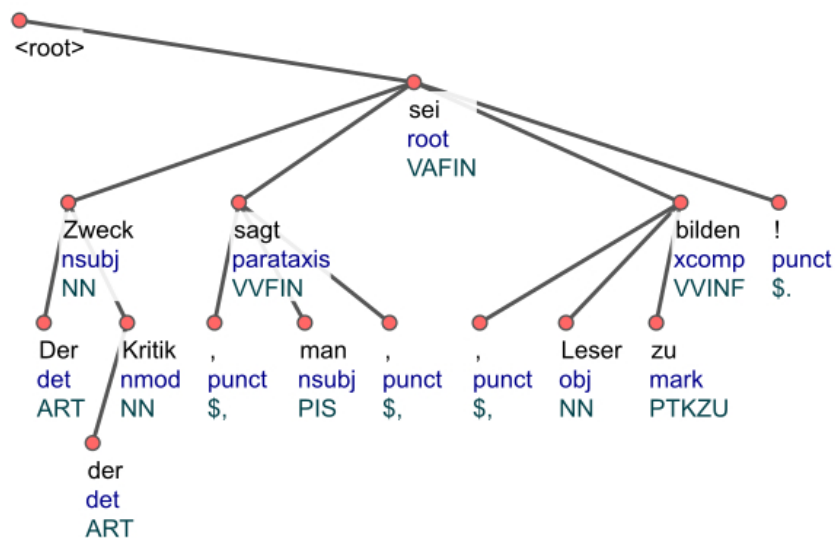 <root>
sei
root
VAFIN
Zweck
nsubj
NN
sagt
parataxis
VVFIN
bilden
xcomp
VVINF
!
punct
$.
Der
det
ART
Kritik
nmod
NN
,
punct
$,
man
nsubj
PIS
,
punct
$,
,
punct
$,
Leser
obj
NN
zu
mark
PTKZU
der
det
ART